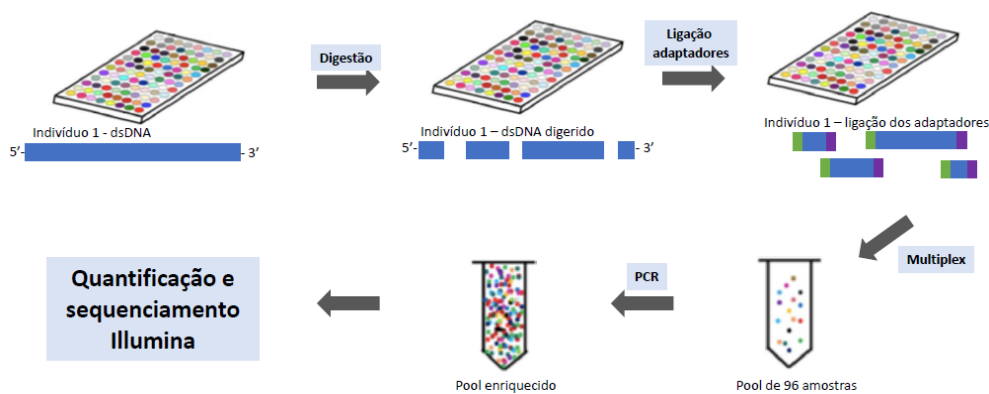 Digestão
Ligação
adaptadores
Indivíduo 1 - dsDNA
5’-
- 3’
Indivíduo 1 – dsDNA digerido
5’-
- 3’
Indivíduo 1 – ligação dos adaptadores
Multiplex
Pool de 96 amostras
PCR
Pool enriquecido
Quantificação e
sequenciamento
Illumina